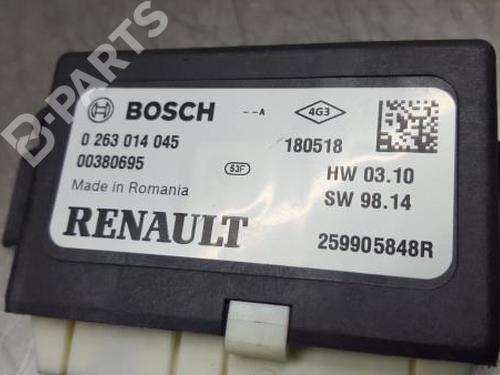 B-PARTS
BOSCH
--A
4G3
0 263 014 045
180518
00380695
53F
HW 03.10
Made in Romania
SW 98.14
RENAULT
259905848R